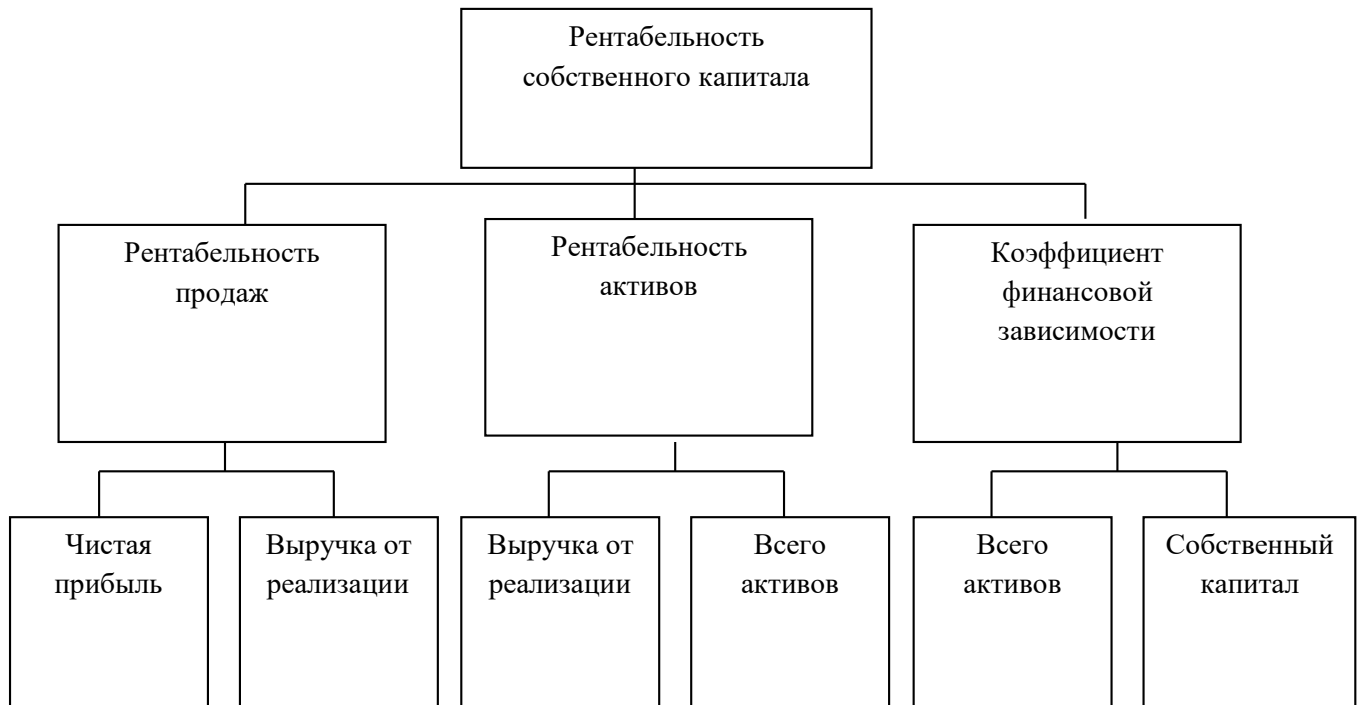 Рентабельность
собственного капитала
Рентабельность
продаж
Рентабельность
активов
Коэффициент
финансовой
зависимости
Чистая
прибыль
Выручка от
реализации
Выручка от
реализации
Всего
активов
Всего
активов
Собственный
капитал